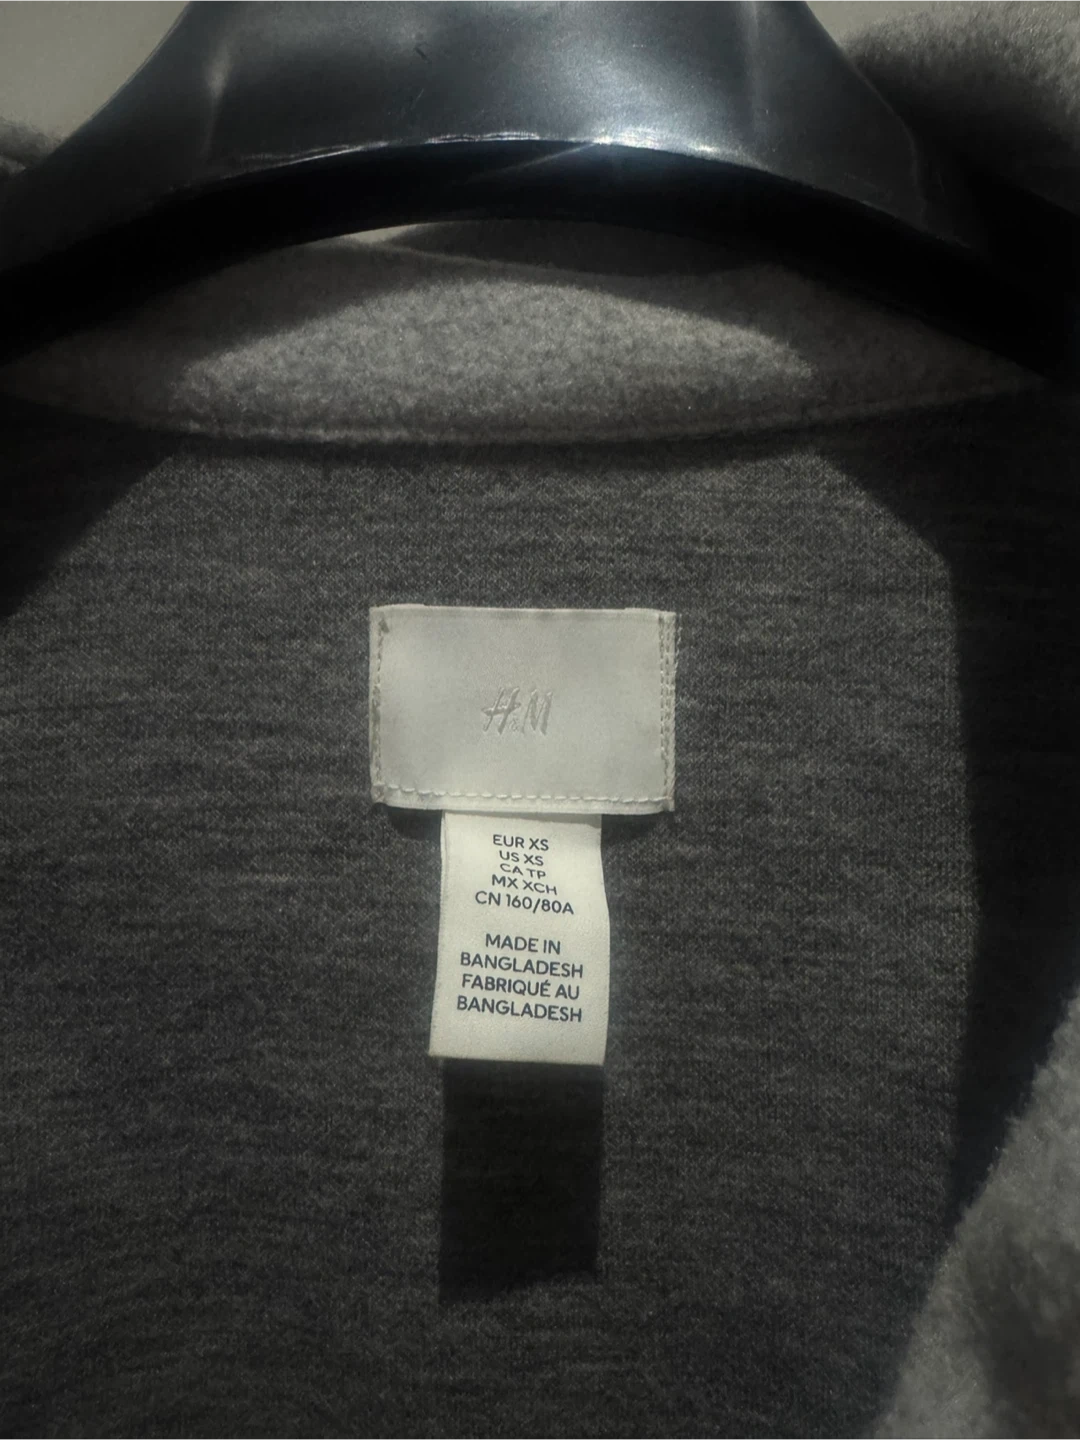 H&M
EUR XS
US XS
CA TP
MX XCH
CN 160/80A
MADE IN
BANGLADESH
FABRIQUÉ AU
BANGLADESH